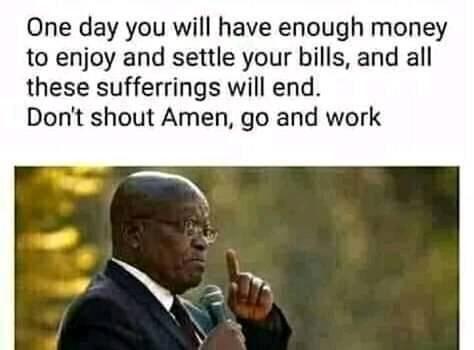 One day you will have enough money
to enjoy and settle your bills, and all
these sufferrings will end.
Don't shout Amen, go and work